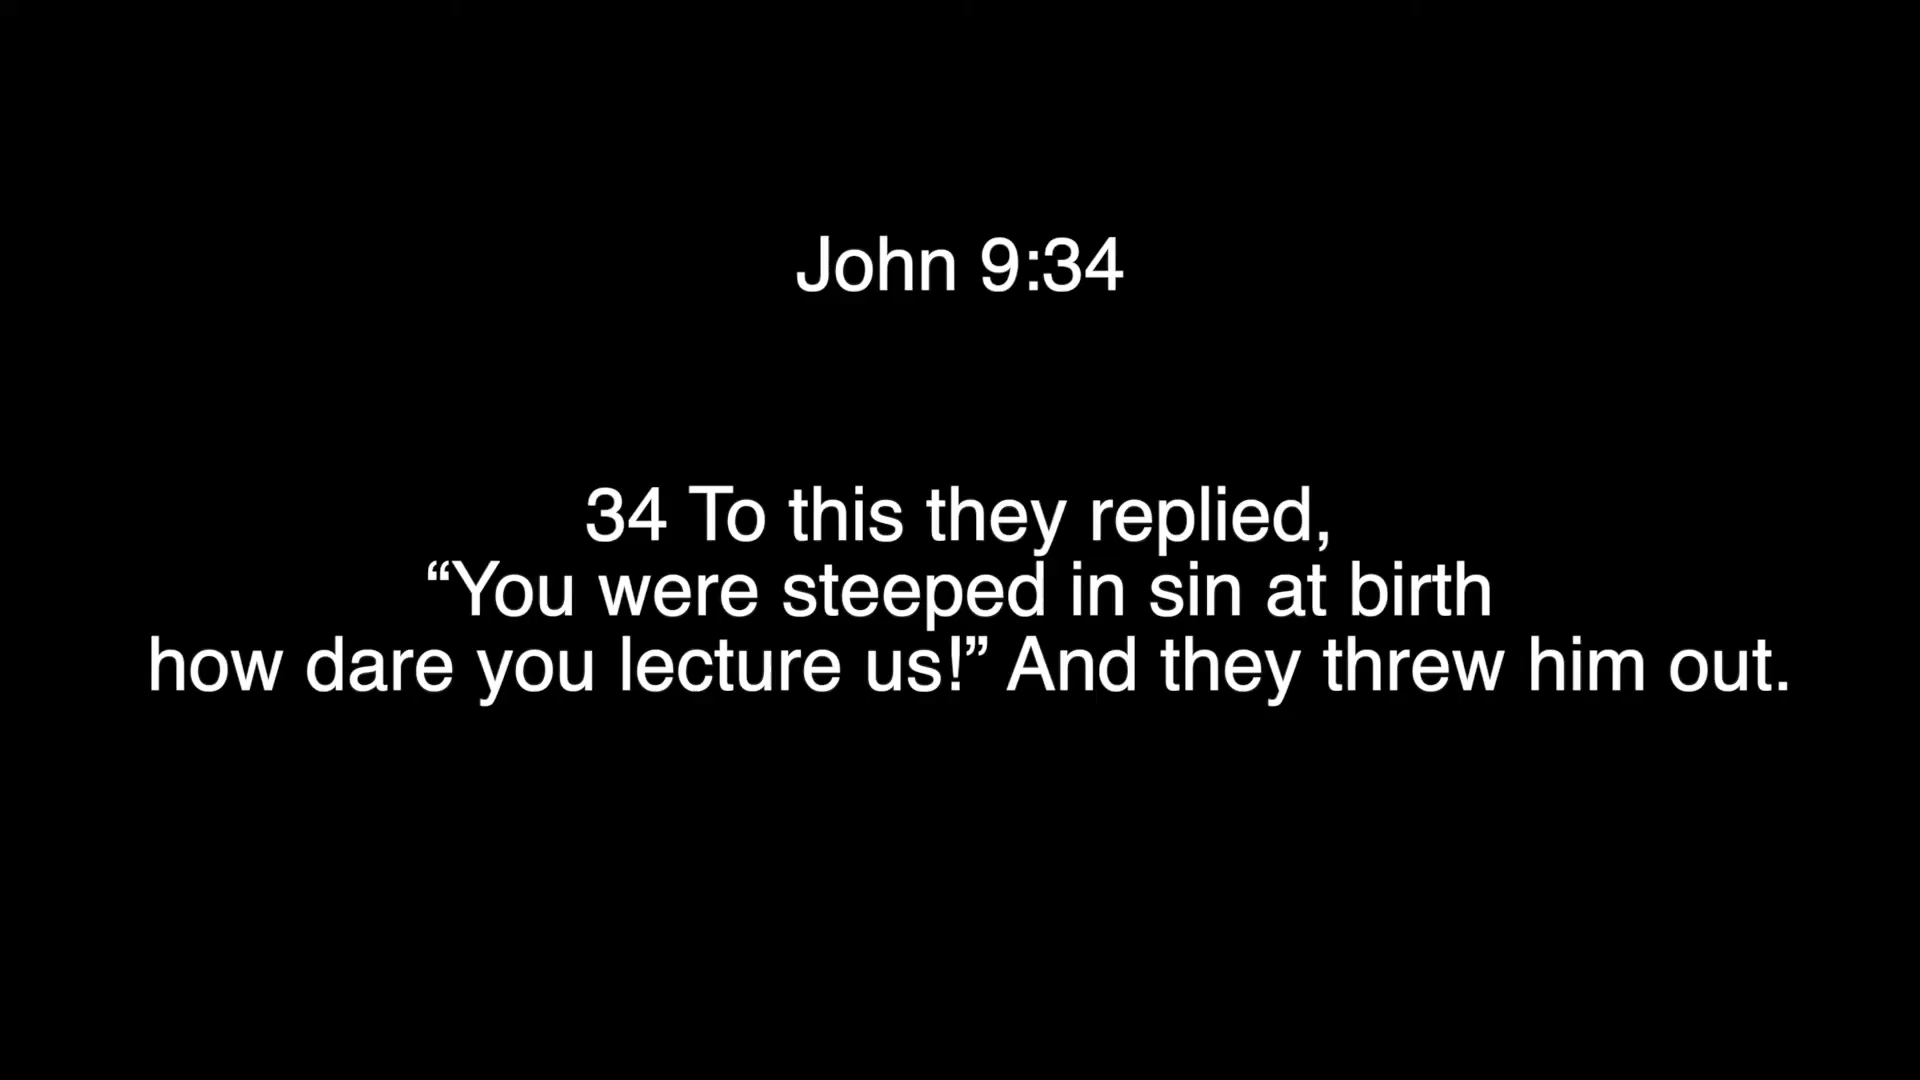 John 9:34
34 To this they replied,
“You were steeped in sin at birth
how dare you lecture us!” And they threw him out.